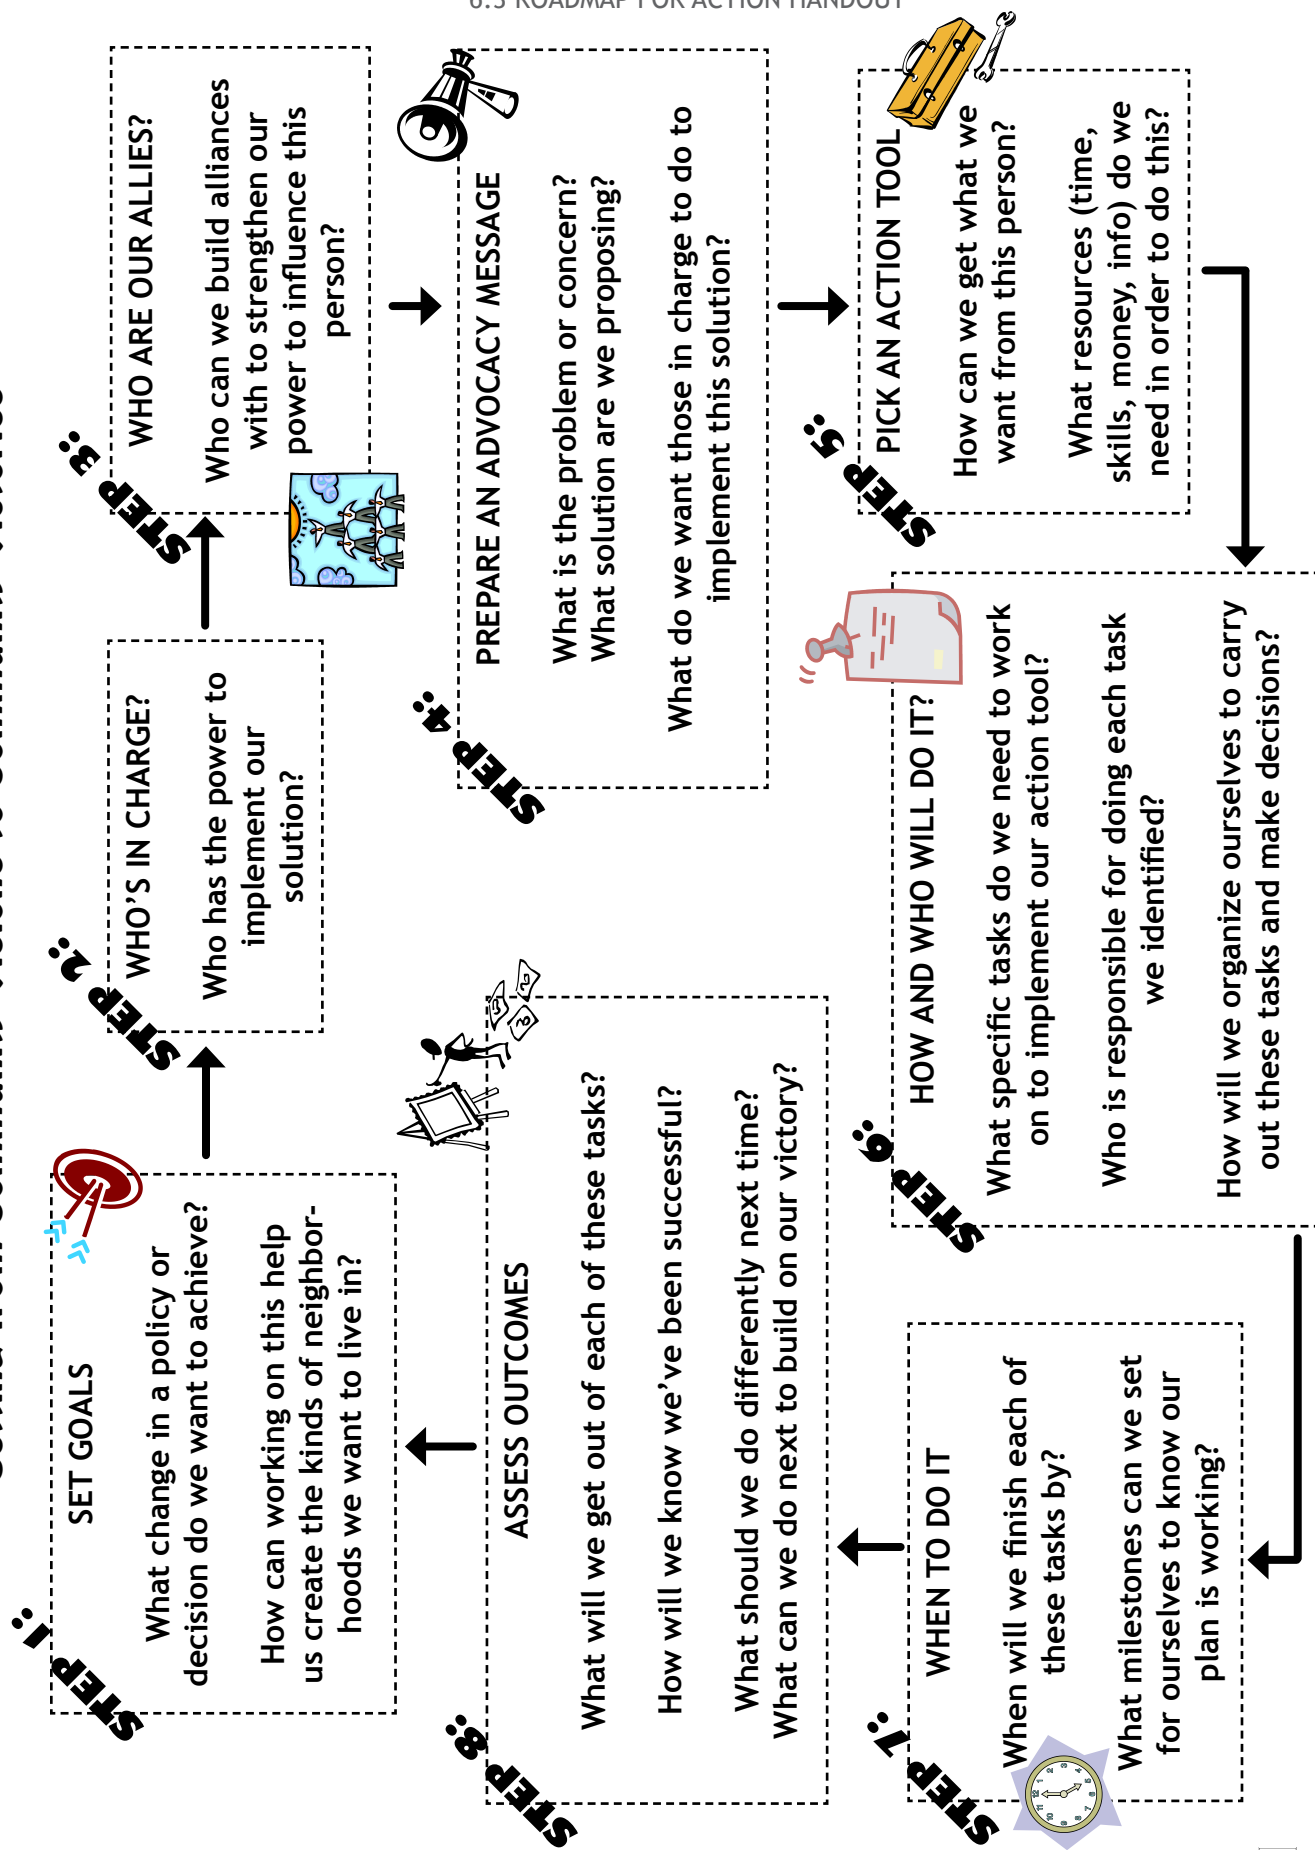 6.5 ROADMAP FOR ACTION HANDOUT
STEP 1:
SET GOALS
What change in a policy or
decision do we want to achieve?
How can working on this help
us create the kinds of neighbor-
hoods we want to live in?
STEP 2:
WHO'S IN CHARGE?
Who has the power to
implement our
solution?
STEP 3:
WHO ARE OUR ALLIES?
Who can we build alliances
with to strengthen our
power to influence this
person?
STEP 4:
PREPARE AN ADVOCACY MESSAGE
What is the problem or concern?
What solution are we proposing?
What do we want those in charge to do to
implement this solution?
STEP 5:
PICK AN ACTION TOOL
How can we get what we
want from this person?
What resources (time,
skills, money, info) do we
need in order to do this?
STEP 6:
HOW AND WHO WILL DO IT?
What specific tasks do we need to work
on to implement our action tool?
Who is responsible for doing each task
we identified?
How will we organize ourselves to carry
out these tasks and make decisions?
STEP 7:
WHEN TO DO IT
When will we finish each of
these tasks by?
What milestones can we set
for ourselves to know our
plan is working?
STEP 8:
ASSESS OUTCOMES
What will we get out of each of these tasks?
How will we know we've been successful?
What should we do differently next time?
What can we do next to build on our victory?